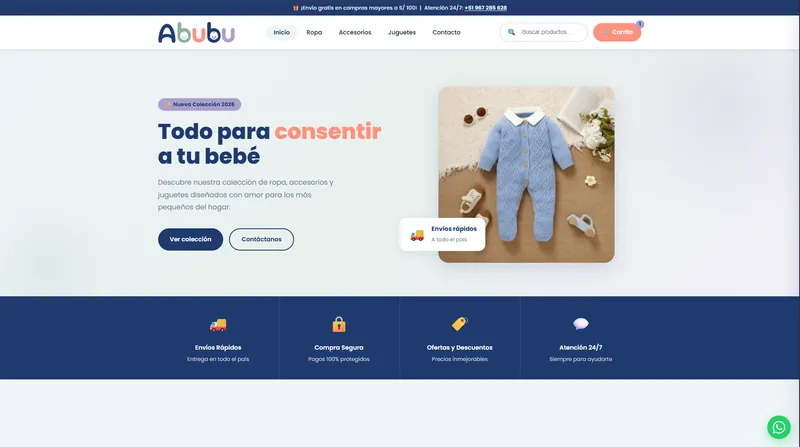 ¡Envío gratis en compras mayores a S/ 100! | Atención 24/7: +51 967 285 628
Abubu
Inicio
Ropa
Accesorios
Juguetes
Contacto
Buscar productos...
Carrito
1
Nueva Colección 2026
Todo para consentir
a tu bebé
Descubre nuestra colección de ropa, accesorios y
juguetes diseñados con amor para los más
pequeños del hogar.
Ver colección
Contáctanos
Envíos rápidos
A todo el país
Envíos Rápidos
Entrega en todo el país
Compra Segura
Pagos 100% protegidos
Ofertas y Descuentos
Precios inmejorables
Atención 24/7
Siempre para ayudarte